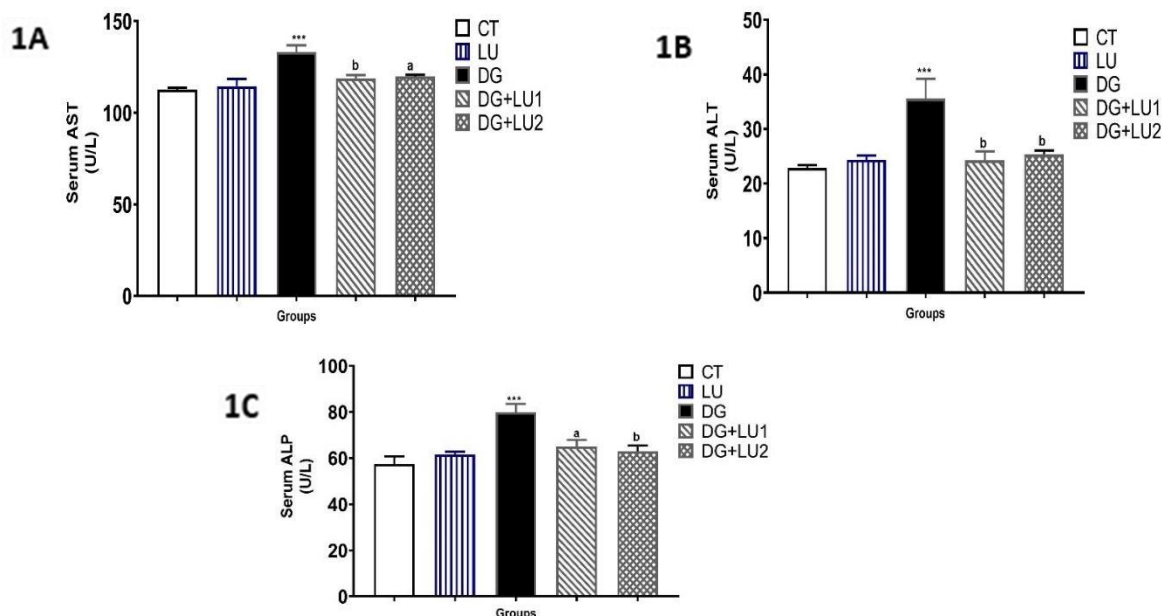 1A
Serum AST
(U/L)
150
100
50
0
***
b
a
Groups
CT
LU
DG
DG+LU1
DG+LU2
1B
Serum ALT
(U/L)
50
40
30
20
10
0
***
b
b
Groups
CT
LU
DG
DG+LU1
DG+LU2
1C
Serum ALP
(U/L)
100
80
60
40
20
0
***
a
b
Groups
CT
LU
DG
DG+LU1
DG+LU2